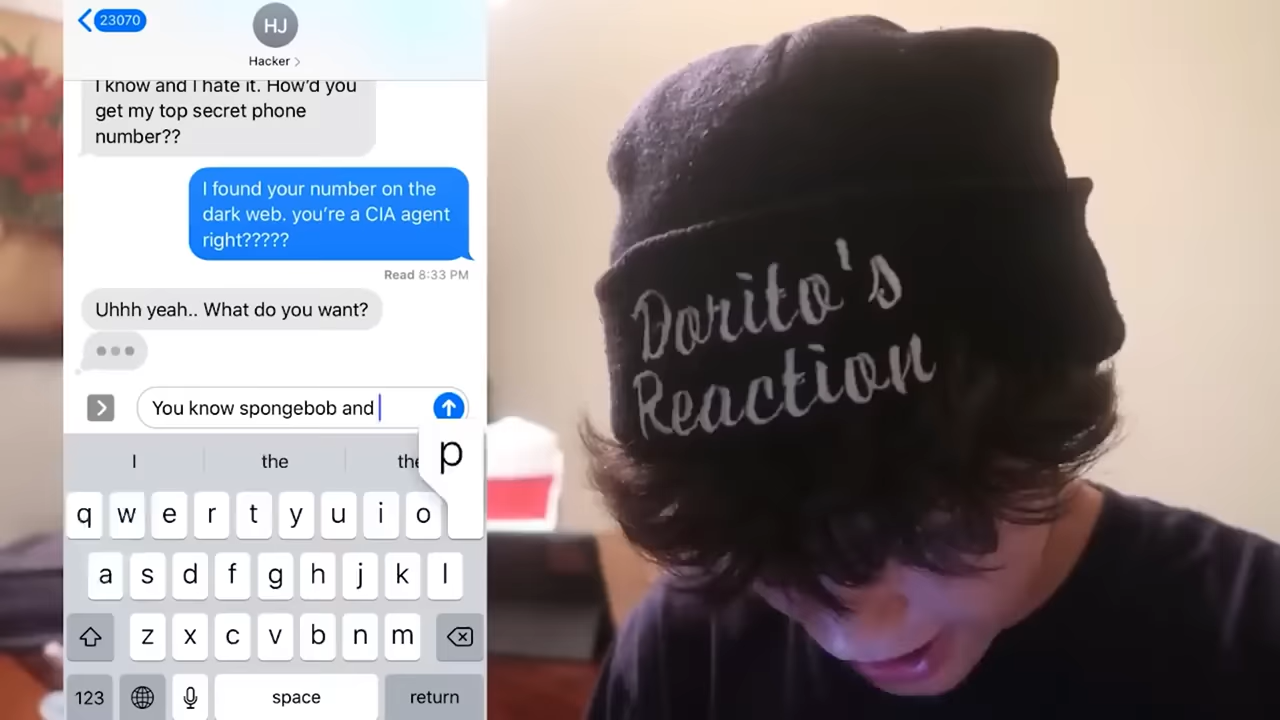 23070
HJ
Hacker
I know and I hate it. How'd you
get my top secret phone
number??
I found your number on the
dark web. you're a CIA agent
right?????
Read 8:33 PM
Uhhh yeah.. What do you want?
You know spongebob and
I the the
p
q w e r t y u i o
a s d f g h j k l
z x c v b n m
123 space return
Dorito's
Reaction